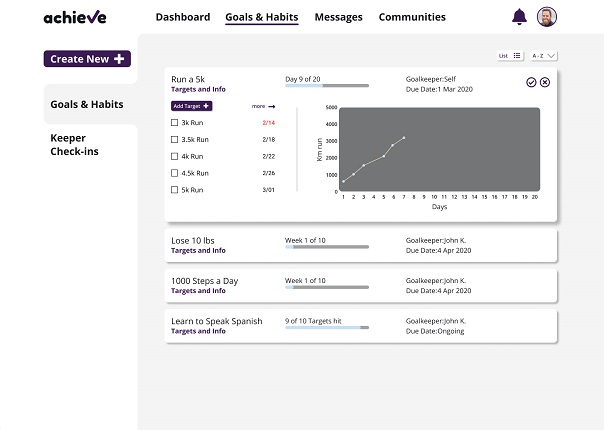 achieve
Dashboard
Goals & Habits
Messages
Communities
Create New
Goals & Habits
Keeper
Check-ins
List
A - Z
Run a 5k
Targets and Info
Day 9 of 20
Goalkeeper:Self
Due Date:1 Mar 2020
Add Target
more
3k Run 2/14
3.5k Run 2/18
4k Run 2/22
4.5k Run 2/26
5k Run 3/01
Km run
5000
4000
3000
2000
1000
0
1 2 3 4 5 6 7 8 9 10 11 12 13 14 15 16 17 18 19 20
Days
Lose 10 lbs
Targets and Info
Week 1 of 10
Goalkeeper:John K.
Due Date:4 Apr 2020
1000 Steps a Day
Targets and Info
Week 1 of 10
Goalkeeper:John K.
Due Date:4 Apr 2020
Learn to Speak Spanish
Targets and Info
9 of 10 Targets hit
Goalkeeper:John K.
Due Date:Ongoing